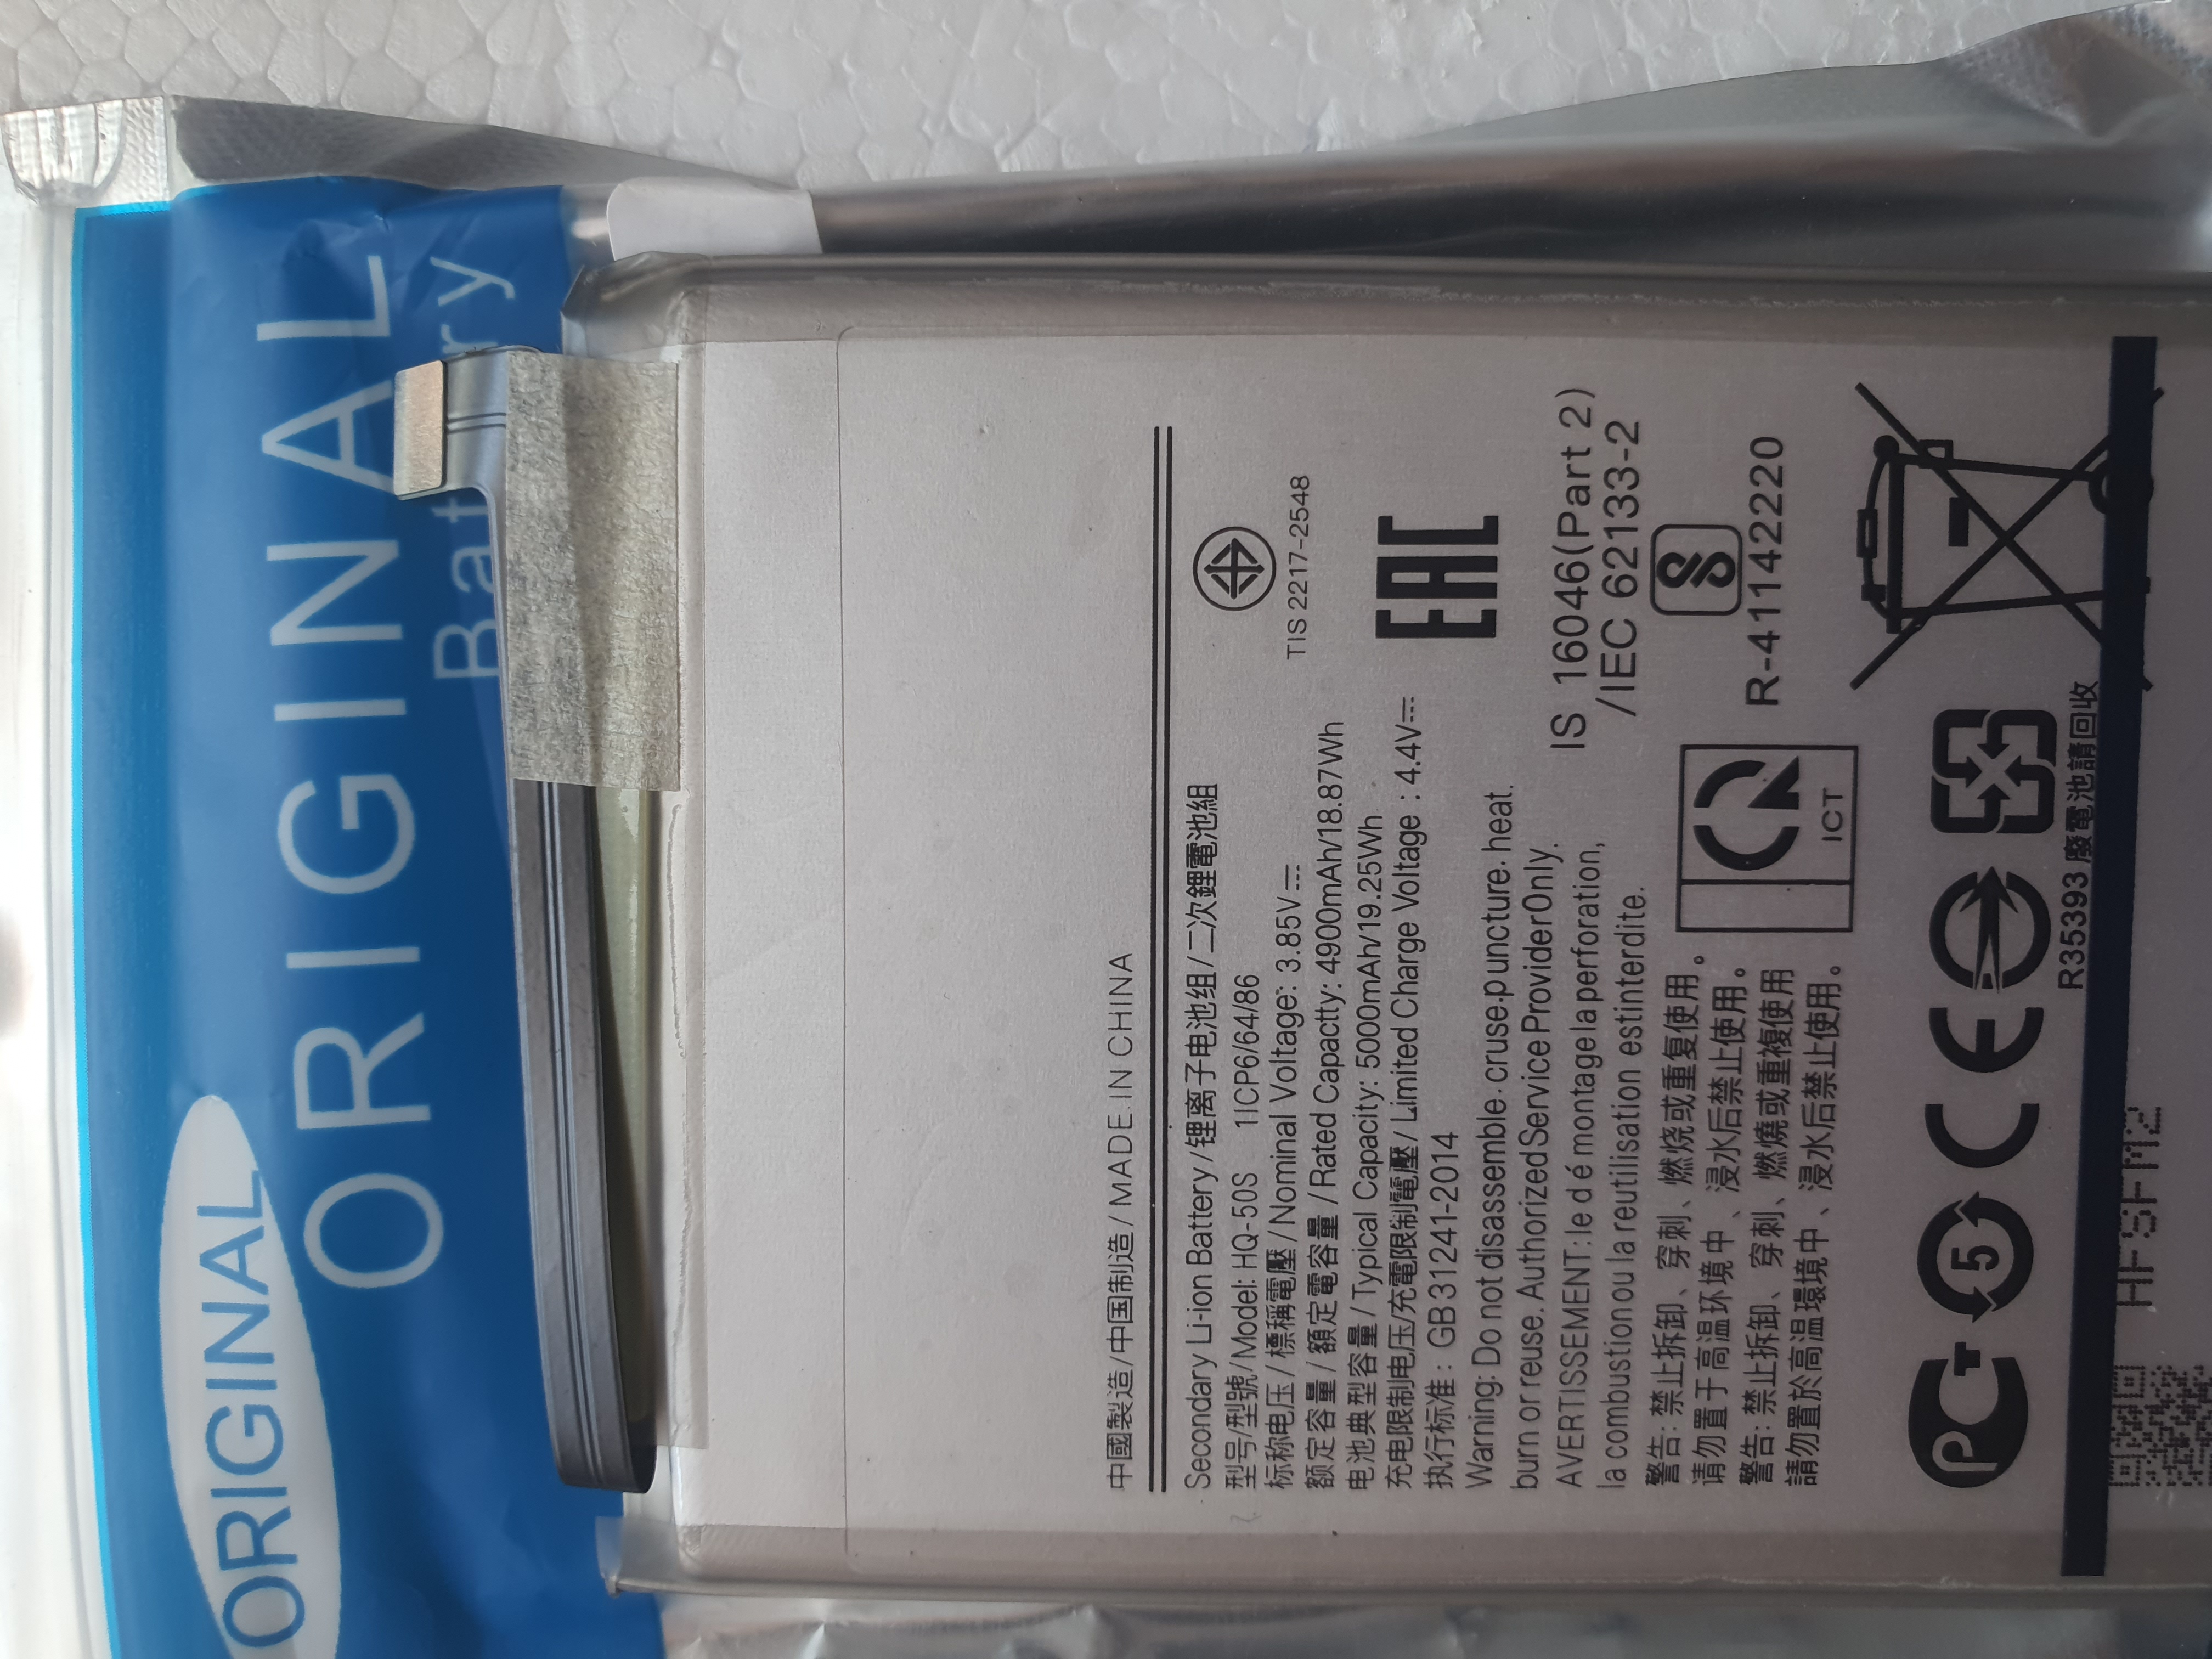 ORIGINAL
ORIGINAL
Battery
中國製造/中国制造/MADE.IN CHINA
Secondary Li-ion Battery/锂离子电池组/二次鋰電池組
型号/型號/Model: HQ-50S 1ICP6/64/86
标称电压/標稱電壓/Nominal Voltage: 3.85V⎓
额定容量/額定電容量/Rated Capacity: 4900mAh/18.87Wh
电池典型容量/Typical Capacity: 5000mAh/19.25Wh
充电限制电压/充電限制電壓/Limited Charge Voltage : 4.4V⎓
执行标准: GB 31241-2014
Warning: Do not disassemble. cruse.p uncture. heat.
burn or reuse. Authorized Service Provider Only.
AVERTISSEMENT: le d é montage la perforation,
la combustion ou la reutilisation est interdite.
警告: 禁止拆卸、穿刺、燃烧或重复使用。
请勿置于高温环境中、浸水后禁止使用。
警告: 禁止拆卸、穿刺、燃燒或重複使用
請勿置於高溫環境中、浸水后禁止使用。
TIS 2217-2548
EAC
IS 16046(Part 2)
/IEC 62133-2
R-41142220
ICT
PCT
5
CE
R35393 廢電池請回收